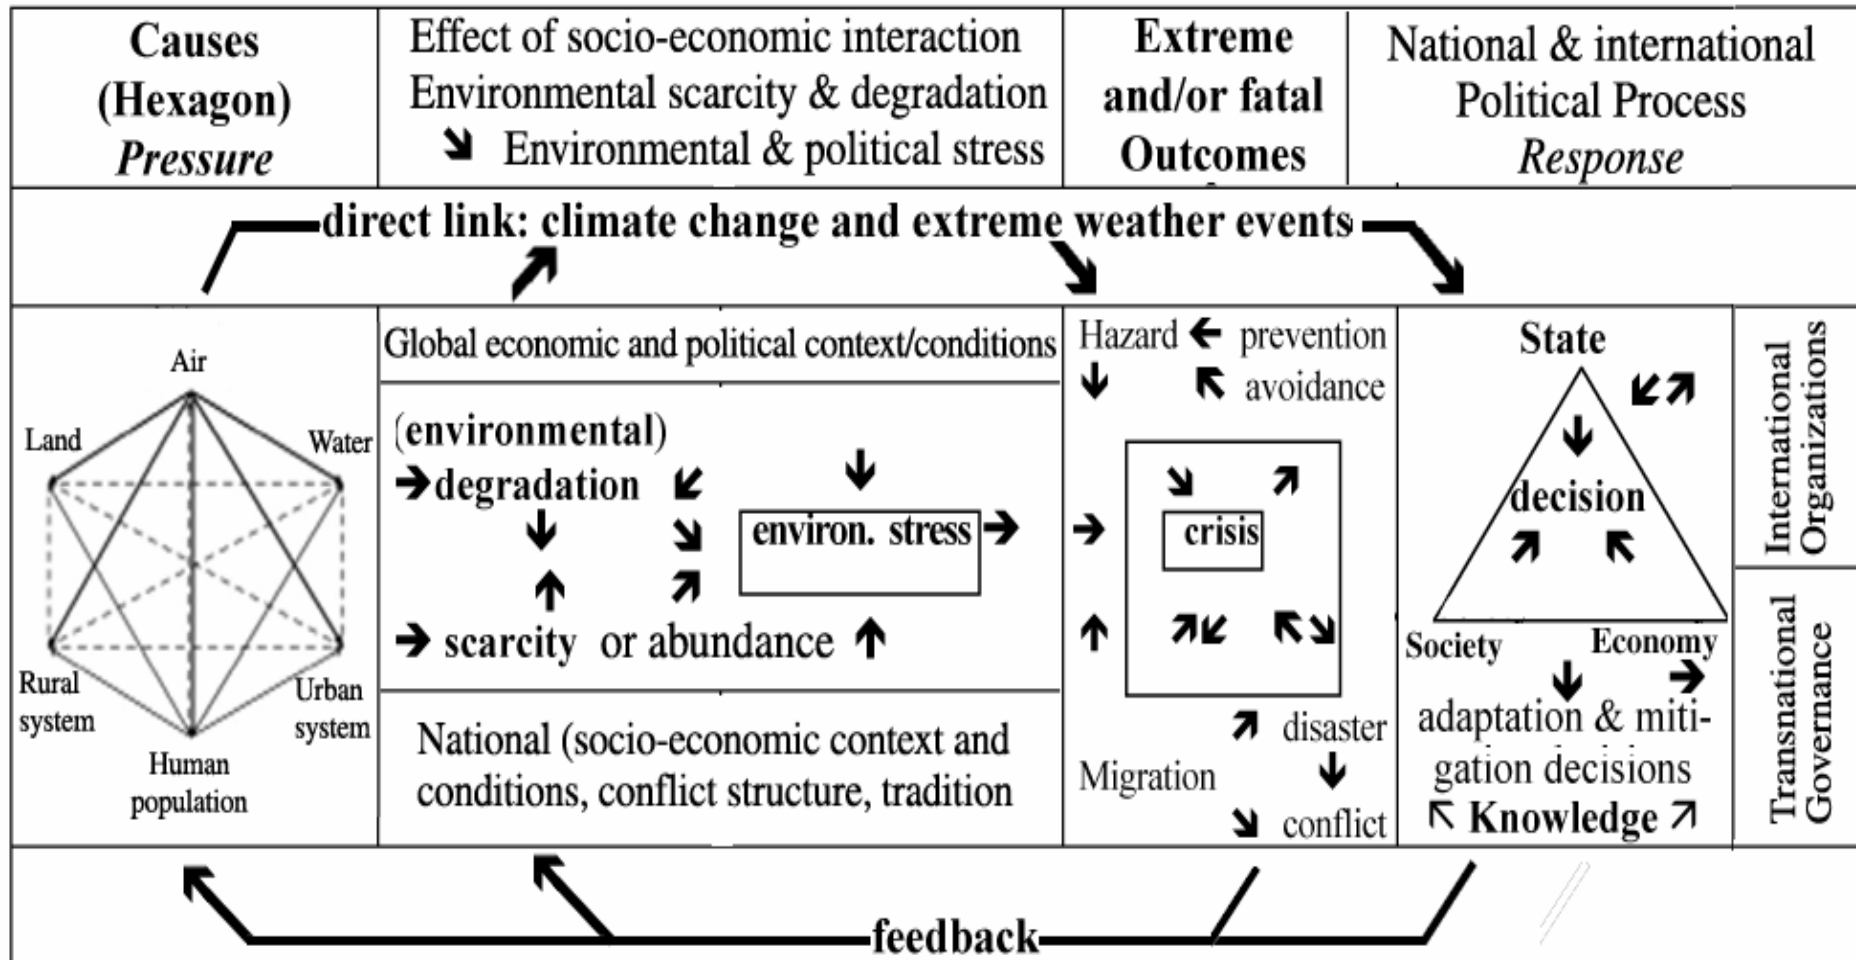 Causes
(Hexagon)
Pressure
Effect of socio-economic interaction
Environmental scarcity & degradation
Environmental & political stress
Extreme
and/or fatal
Outcomes
National & international
Political Process
Response
direct link: climate change and extreme weather events
Air
Land
Water
Rural
system
Urban
system
Human
population
Global economic and political context/conditions
(environmental)
degradation
environ. stress
scarcity or abundance
National (socio-economic context and
conditions, conflict structure, tradition
Hazard prevention
avoidance
crisis
disaster
Migration
conflict
State
decision
Society
Economy
adaptation & miti-
gation decisions
Knowledge
International
Organizations
Transnational
Governance
feedback